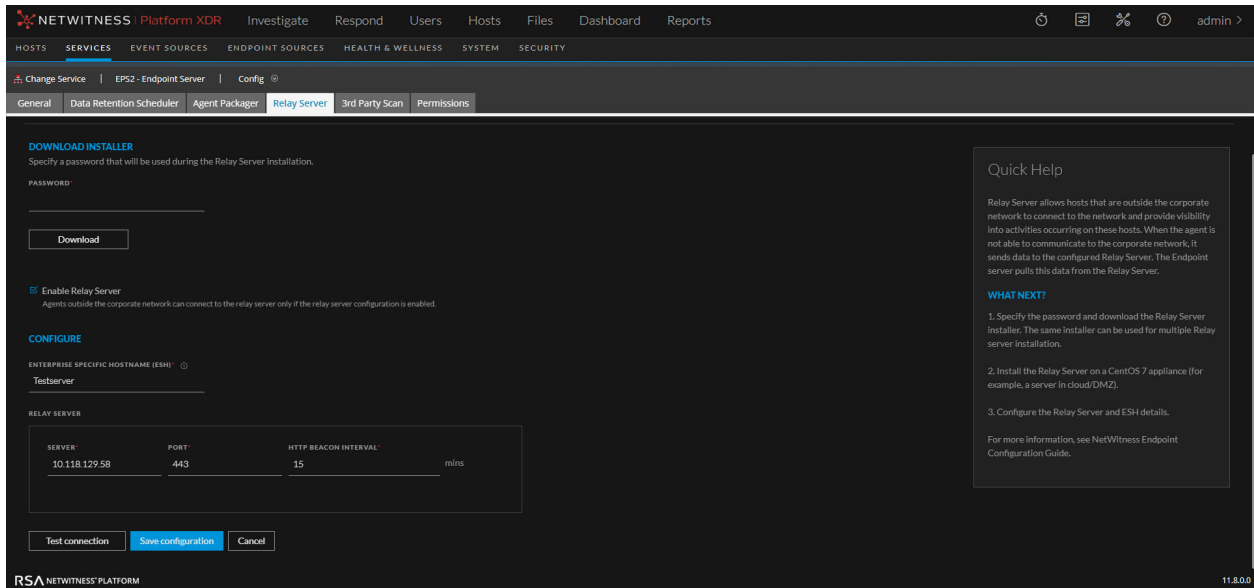 NETWITNESS Platform XDR Investigate Respond Users Hosts Files Dashboard Reports admin >
HOSTS SERVICES EVENT SOURCES ENDPOINT SOURCES HEALTH & WELLNESS SYSTEM SECURITY
Change Service | EPS2 - Endpoint Server | Config
General Data Retention Scheduler Agent Packager Relay Server 3rd Party Scan Permissions
DOWNLOAD INSTALLER
Specify a password that will be used during the Relay Server installation.
PASSWORD*
Download
Enable Relay Server
Agents outside the corporate network can connect to the relay server only if the relay server configuration is enabled.
CONFIGURE
ENTERPRISE SPECIFIC HOSTNAME (ESH)*
Testserver
RELAY SERVER
SERVER* PORT* HTTP BEACON INTERVAL*
10.118.129.58 443 15 mins
Test connection Save configuration Cancel
Quick Help
Relay Server allows hosts that are outside the corporate
network to connect to the network and provide visibility
into activities occurring on these hosts. When the agent is
not able to communicate to the corporate network, it
sends data to the configured Relay Server. The Endpoint
server pulls this data from the Relay Server.
WHAT NEXT?
1. Specify the password and download the Relay Server
installer. The same installer can be used for multiple Relay
server installation.
2. Install the Relay Server on a CentOS 7 appliance (for
example, a server in cloud/DMZ).
3. Configure the Relay Server and ESH details.
For more information, see NetWitness Endpoint
Configuration Guide.
RSA NETWITNESS® PLATFORM 11.8.0.0